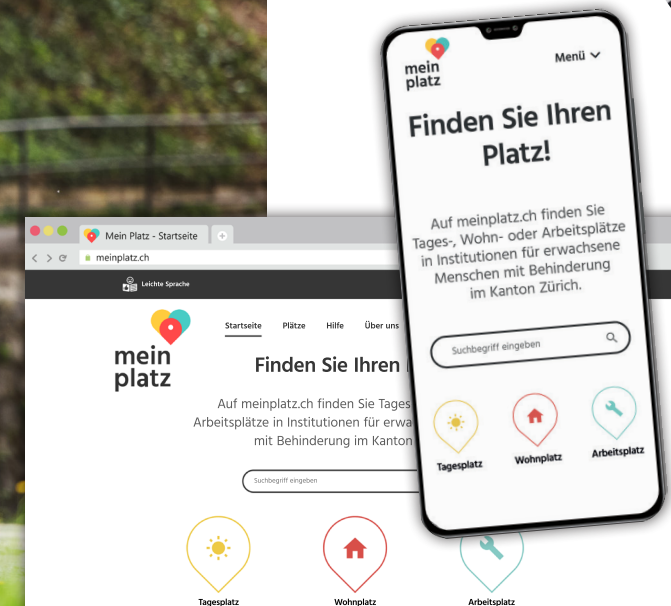 mein
platz
Menü
Finden Sie Ihren
Platz!
Auf meinplatz.ch finden Sie
Tages-, Wohn- oder Arbeitsplätze
in Institutionen für erwachsene
Menschen mit Behinderung
im Kanton Zürich.
Suchbegriff eingeben
Tagesplatz
Wohnplatz
Arbeitsplatz
Mein Platz - Startseite
meinplatz.ch
Leichte Sprache
mein
platz
Startseite
Plätze
Hilfe
Über uns
Finden Sie Ihren
Auf meinplatz.ch finden Sie Tages
Arbeitsplätze in Institutionen für erwa
mit Behinderung im Kanton
Suchbegriff eingeben
Tagesplatz
Wohnplatz
Arbeitsplatz